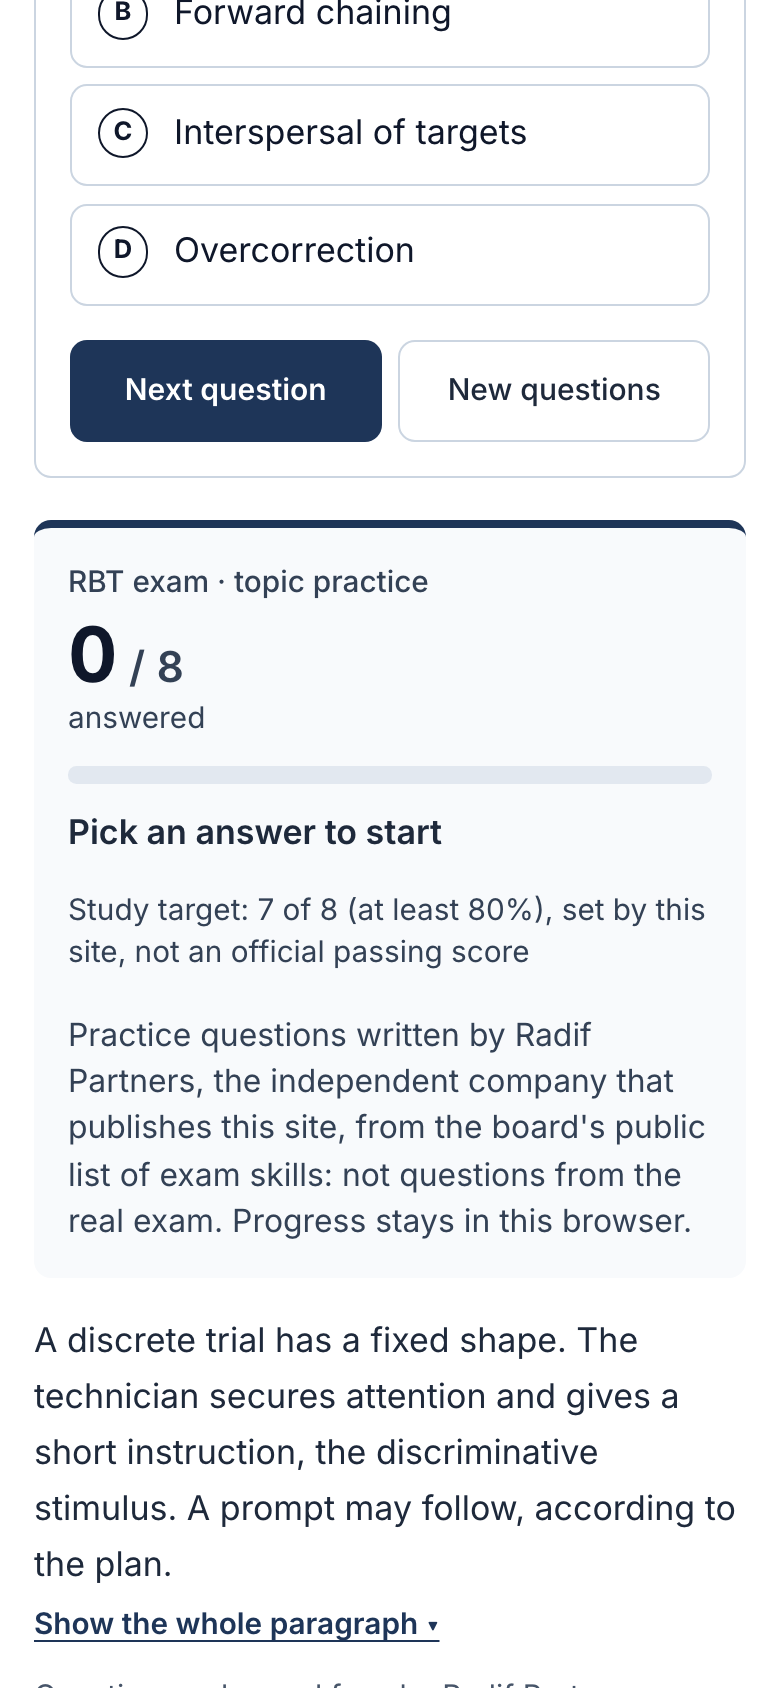 B Forward chaining
C Interspersal of targets
D Overcorrection
Next question New questions
RBT exam · topic practice
0 / 8
answered
Pick an answer to start
Study target: 7 of 8 (at least 80%), set by this
site, not an official passing score
Practice questions written by Radif
Partners, the independent company that
publishes this site, from the board's public
list of exam skills: not questions from the
real exam. Progress stays in this browser.
A discrete trial has a fixed shape. The
technician secures attention and gives a
short instruction, the discriminative
stimulus. A prompt may follow, according to
the plan.
Show the whole paragraph ▾